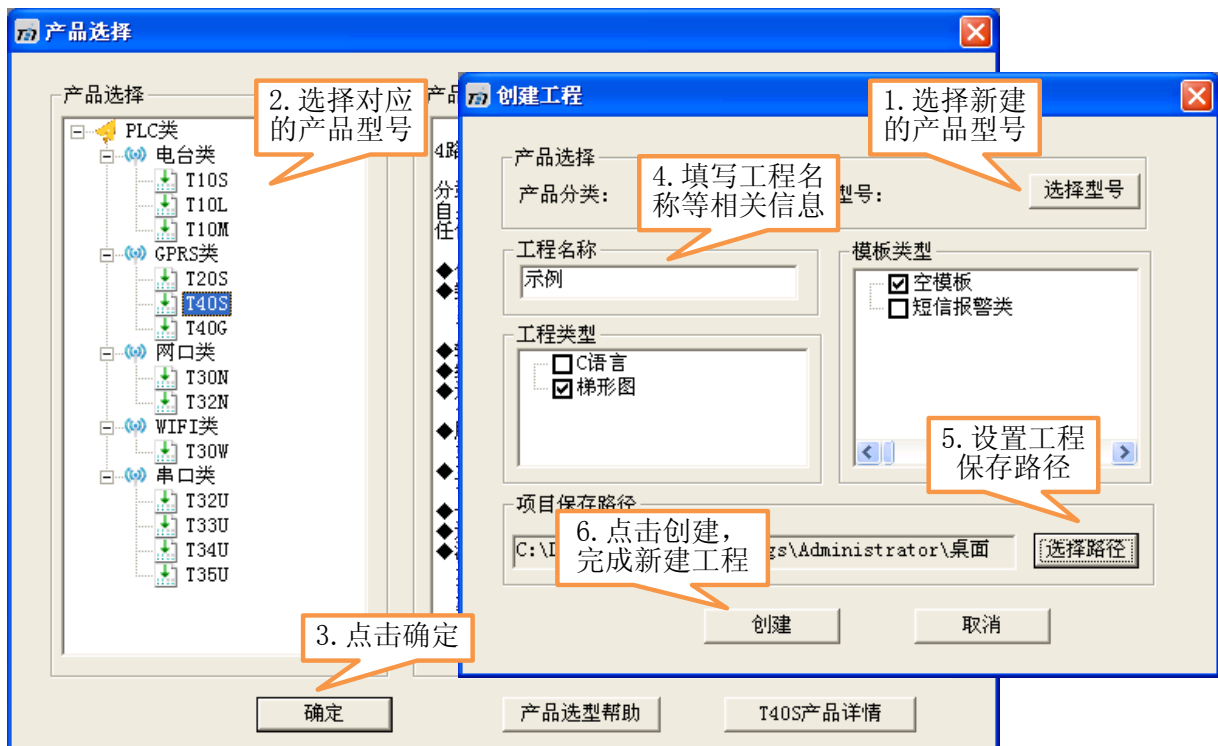 产品选择
产品选择
PLC类
电台类
T10S
T10L
T10M
GPRS类
T20S
T40S
T40G
网口类
T30N
T32N
WIFI类
T30W
串口类
T32U
T33U
T34U
T35U
2.选择对应
的产品型号
3.点击确定
确定
产品选型帮助
T40S产品详情
4路
创建工程
1.选择新建
的产品型号
产品选择
产品分类:
型号:
选择型号
4.填写工程名
称等相关信息
工程名称
示例
工程类型
C语言
梯形图
模板类型
空模板
短信报警类
5.设置工程
保存路径
项目保存路径
C:\
gs\Administrator\桌面
选择路径
6.点击创建，
完成新建工程
创建
取消